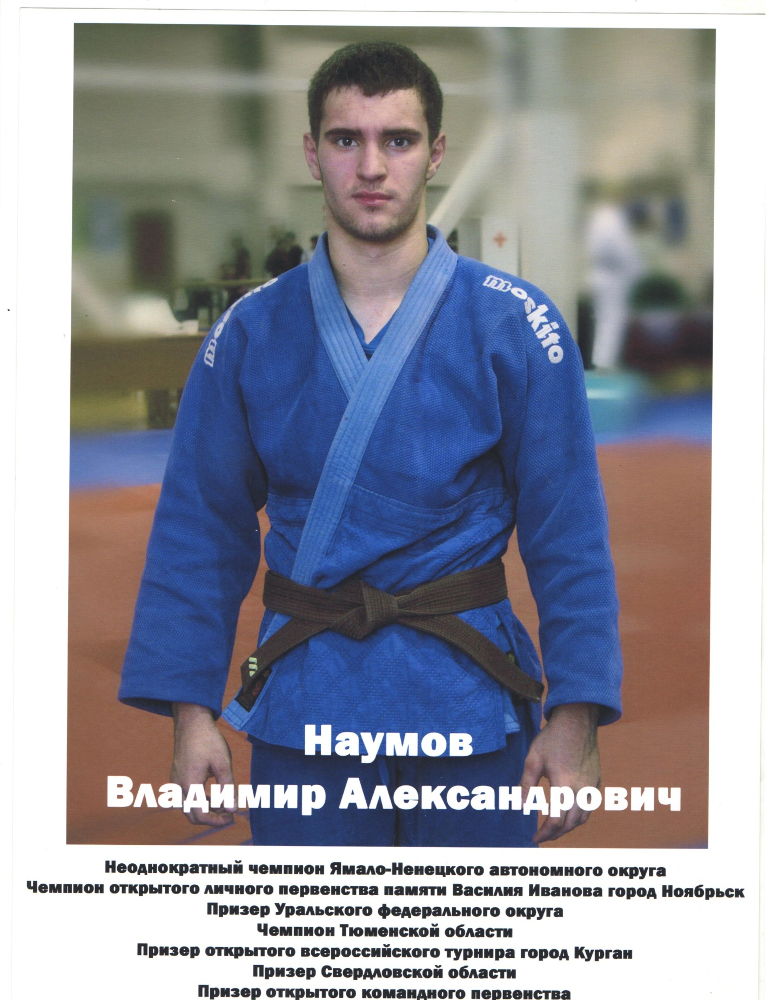 moskito
moskito
Наумов
Владимир Александрович
Неоднократный чемпион Ямало-Ненецкого автономного округа
Чемпион открытого личного первенства памяти Василия Иванова город Ноябрьск
Призер Уральского федерального округа
Чемпион Тюменской области
Призер открытого всероссийского турнира город Курган
Призер Свердловской области
Призер открытого командного первенства